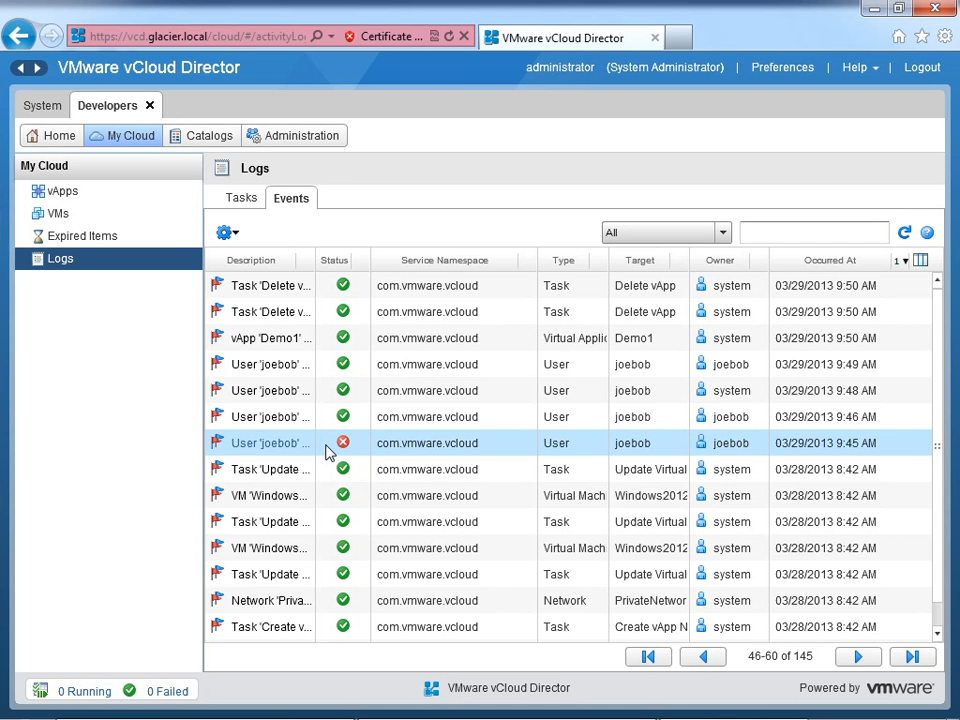 https://vcd.glacier.local/cloud/#/activityLo Certificate ... VMware vCloud Director
VMware vCloud Director administrator (System Administrator) | Preferences | Help | Logout
System Developers
Home My Cloud Catalogs Administration
My Cloud
vApps
VMs
Expired Items
Logs
Logs
Tasks Events
All
Description Status Service Namespace Type Target Owner Occurred At 1
Task 'Delete v... com.vmware.vcloud Task Delete vApp system 03/29/2013 9:50 AM
Task 'Delete v... com.vmware.vcloud Task Delete vApp system 03/29/2013 9:50 AM
vApp 'Demo1' ... com.vmware.vcloud Virtual Applic Demo1 system 03/29/2013 9:50 AM
User 'joebob' ... com.vmware.vcloud User joebob joebob 03/29/2013 9:49 AM
User 'joebob' ... com.vmware.vcloud User joebob system 03/29/2013 9:48 AM
User 'joebob' ... com.vmware.vcloud User joebob joebob 03/29/2013 9:46 AM
User 'joebob' ... com.vmware.vcloud User joebob joebob 03/29/2013 9:45 AM
Task 'Update ... com.vmware.vcloud Task Update Virtual system 03/28/2013 8:42 AM
VM 'Windows... com.vmware.vcloud Virtual Mach Windows2012 system 03/28/2013 8:42 AM
Task 'Update ... com.vmware.vcloud Task Update Virtual system 03/28/2013 8:42 AM
VM 'Windows... com.vmware.vcloud Virtual Mach Windows2012 system 03/28/2013 8:42 AM
Task 'Update ... com.vmware.vcloud Task Update Virtual system 03/28/2013 8:42 AM
Network 'Priva... com.vmware.vcloud Network PrivateNetwor system 03/28/2013 8:42 AM
Task 'Create v... com.vmware.vcloud Task Create vApp N system 03/28/2013 8:42 AM
46-60 of 145
0 Running 0 Failed VMware vCloud Director Powered by vmware